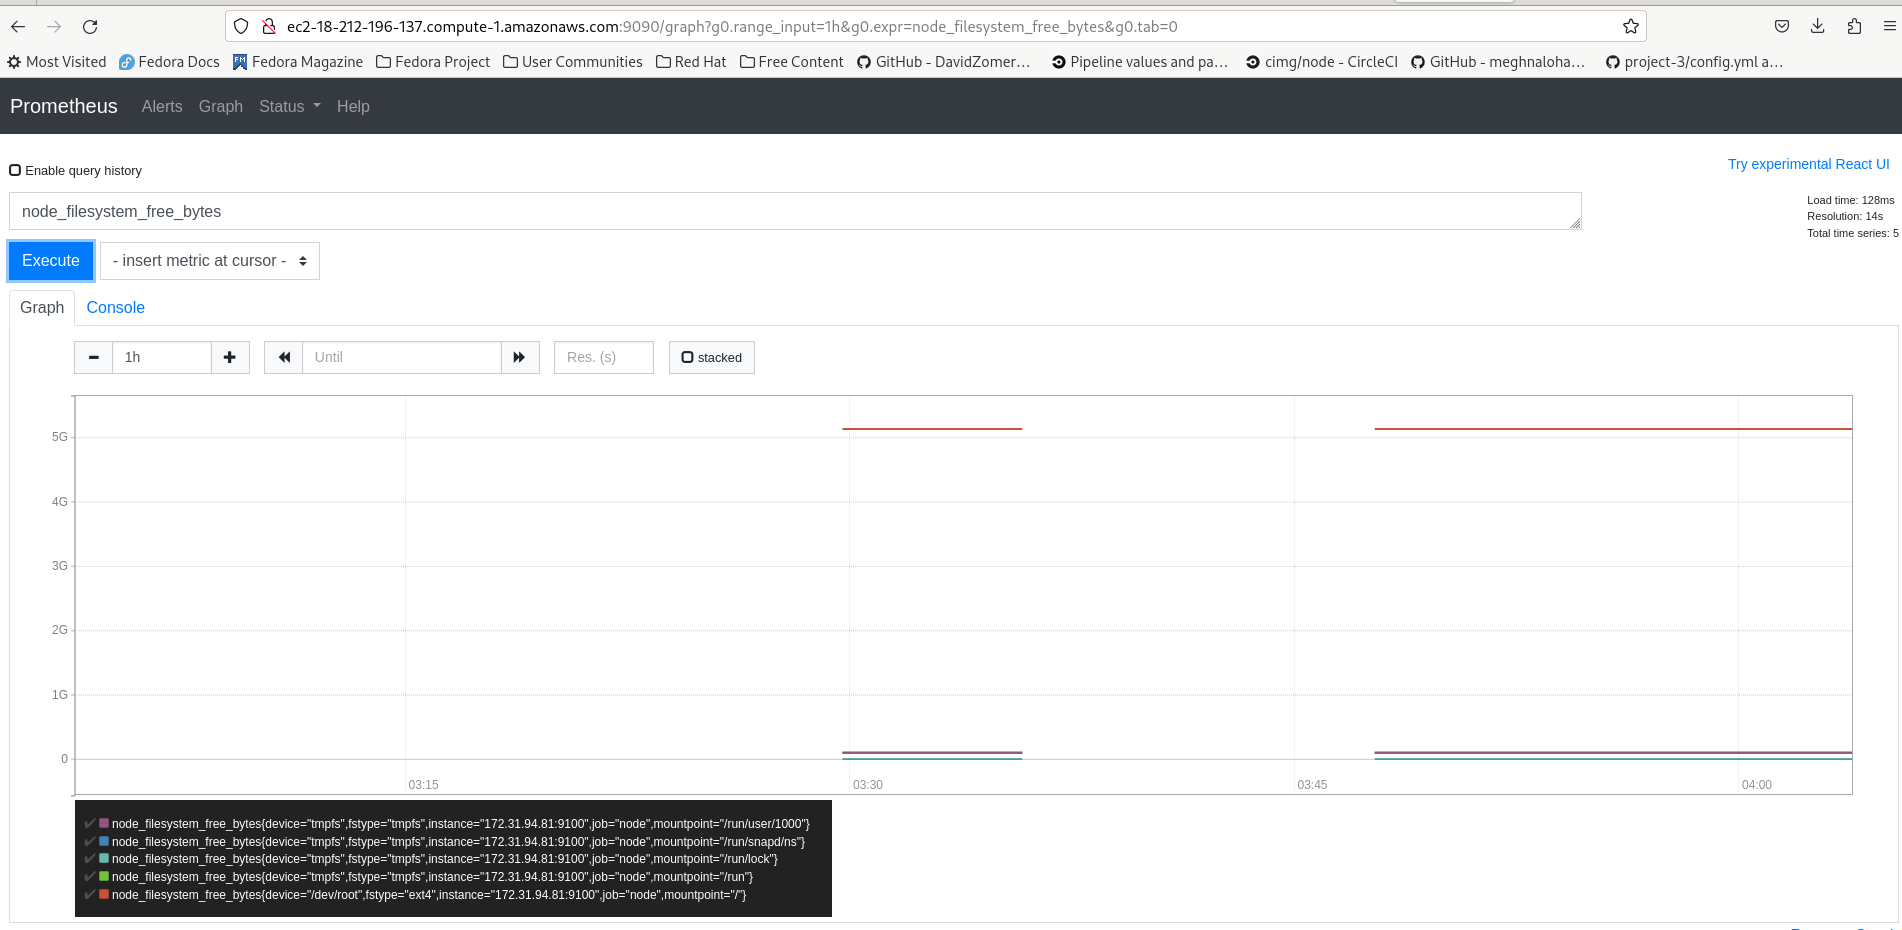 ec2-18-212-196-137.compute-1.amazonaws.com:9090/graph?g0.range_input=1h&g0.expr=node_filesystem_free_bytes&g0.tab=0
Most Visited Fedora Docs Fedora Magazine Fedora Project User Communities Red Hat Free Content GitHub - DavidZomer… Pipeline values and pa… cimg/node - CircleCI GitHub - meghnaloha… project-3/config.yml a…
Prometheus Alerts Graph Status Help
Enable query history
Try experimental React UI
node_filesystem_free_bytes
Load time: 128ms
Resolution: 14s
Total time series: 5
Execute - insert metric at cursor -
Graph Console
1h Until Res. (s) stacked
5G
4G
3G
2G
1G
0
03:15 03:30 03:45 04:00
node_filesystem_free_bytes{device="tmpfs",fstype="tmpfs",instance="172.31.94.81:9100",job="node",mountpoint="/run/user/1000"}
node_filesystem_free_bytes{device="tmpfs",fstype="tmpfs",instance="172.31.94.81:9100",job="node",mountpoint="/run/snapd/ns"}
node_filesystem_free_bytes{device="tmpfs",fstype="tmpfs",instance="172.31.94.81:9100",job="node",mountpoint="/run/lock"}
node_filesystem_free_bytes{device="tmpfs",fstype="tmpfs",instance="172.31.94.81:9100",job="node",mountpoint="/run"}
node_filesystem_free_bytes{device="/dev/root",fstype="ext4",instance="172.31.94.81:9100",job="node",mountpoint="/"}